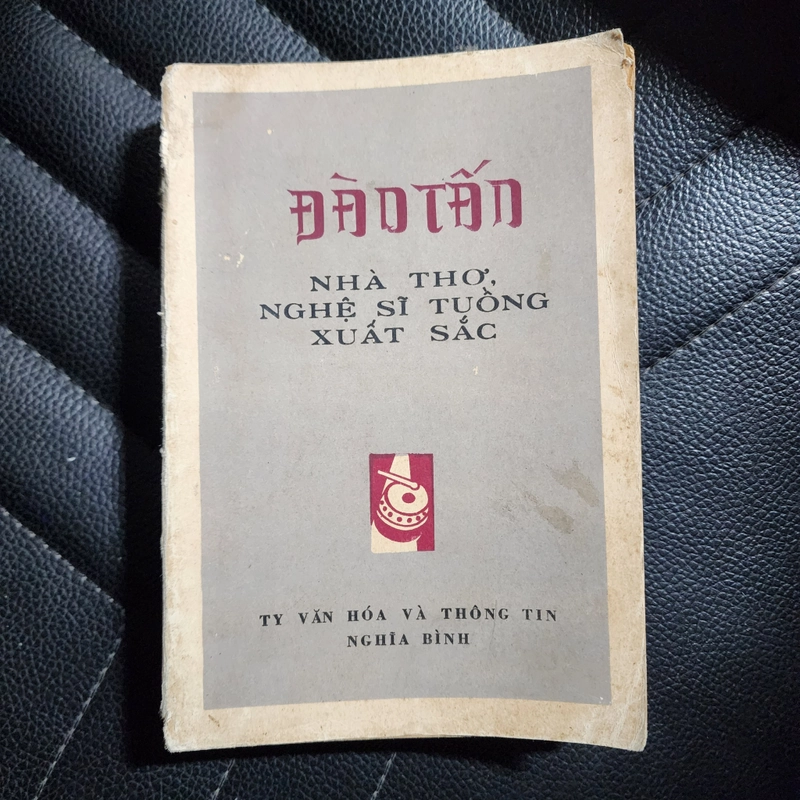 ĐÀO TẤN
NHÀ THƠ,
NGHỆ SĨ TUỒNG
XUẤT SẮC
TY VĂN HÓA VÀ THÔNG TIN
NGHĨA BÌNH